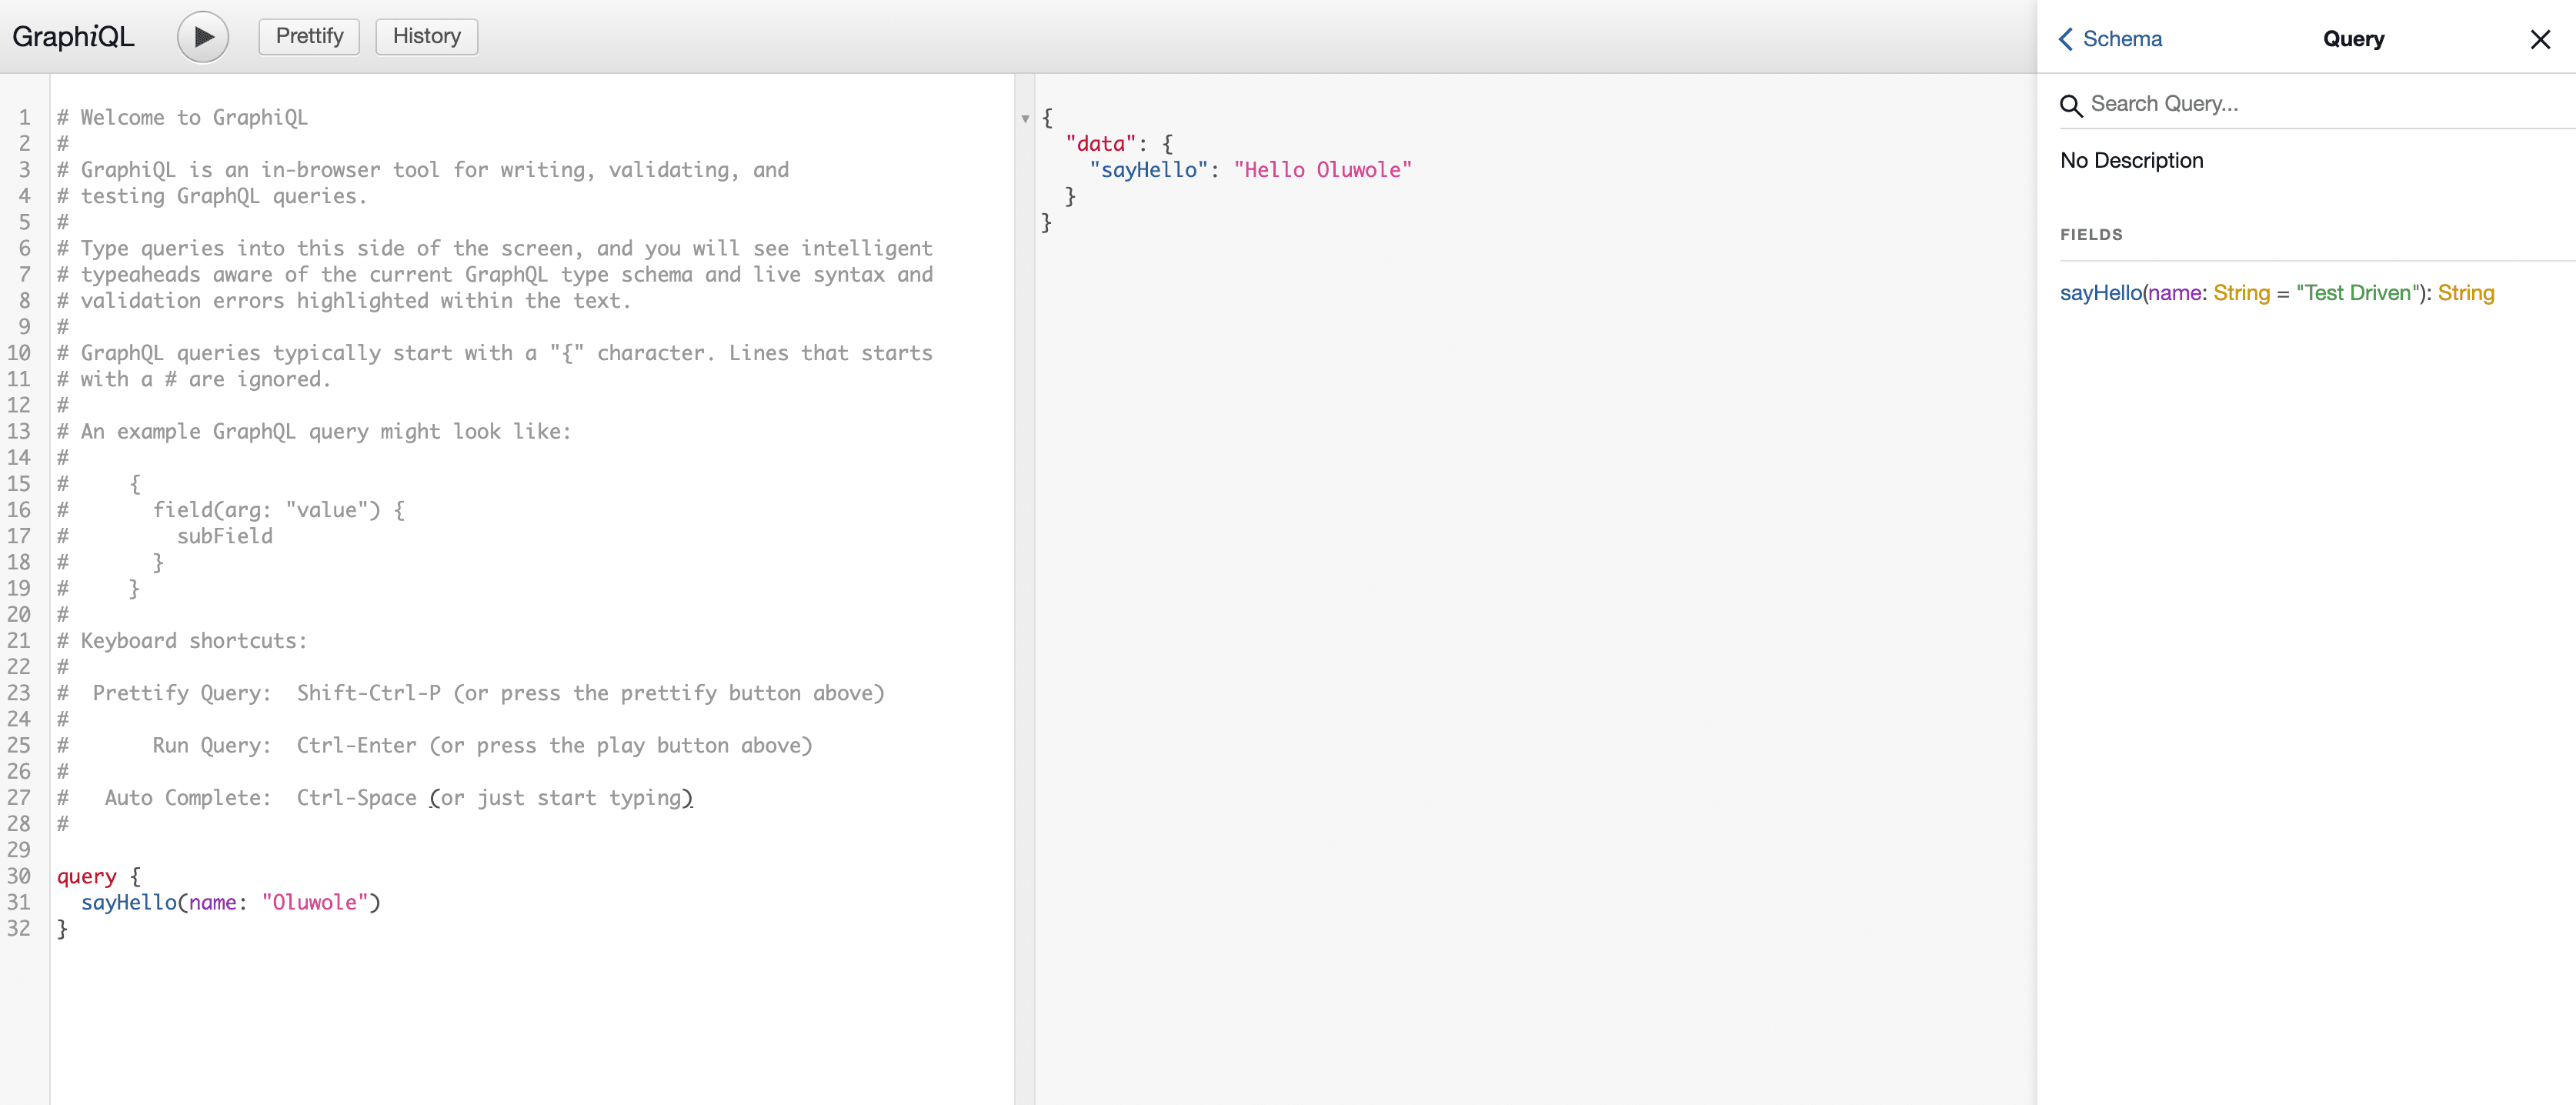 GraphiQL
Prettify
History
1 # Welcome to GraphiQL
2 #
3 # GraphiQL is an in-browser tool for writing, validating, and
4 # testing GraphQL queries.
5 #
6 # Type queries into this side of the screen, and you will see intelligent
7 # typeaheads aware of the current GraphQL type schema and live syntax and
8 # validation errors highlighted within the text.
9 #
10 # GraphQL queries typically start with a "{" character. Lines that starts
11 # with a # are ignored.
12 #
13 # An example GraphQL query might look like:
14 #
15 #     {
16 #       field(arg: "value") {
17 #         subField
18 #       }
19 #     }
20 #
21 # Keyboard shortcuts:
22 #
23 #  Prettify Query:  Shift-Ctrl-P (or press the prettify button above)
24 #
25 #       Run Query:  Ctrl-Enter (or press the play button above)
26 #
27 #   Auto Complete:  Ctrl-Space (or just start typing)
28 #
29
30 query {
31   sayHello(name: "Oluwole")
32 }
{
  "data": {
    "sayHello": "Hello Oluwole"
  }
}
Schema
Query
Search Query...
No Description
FIELDS
sayHello(name: String = "Test Driven"): String